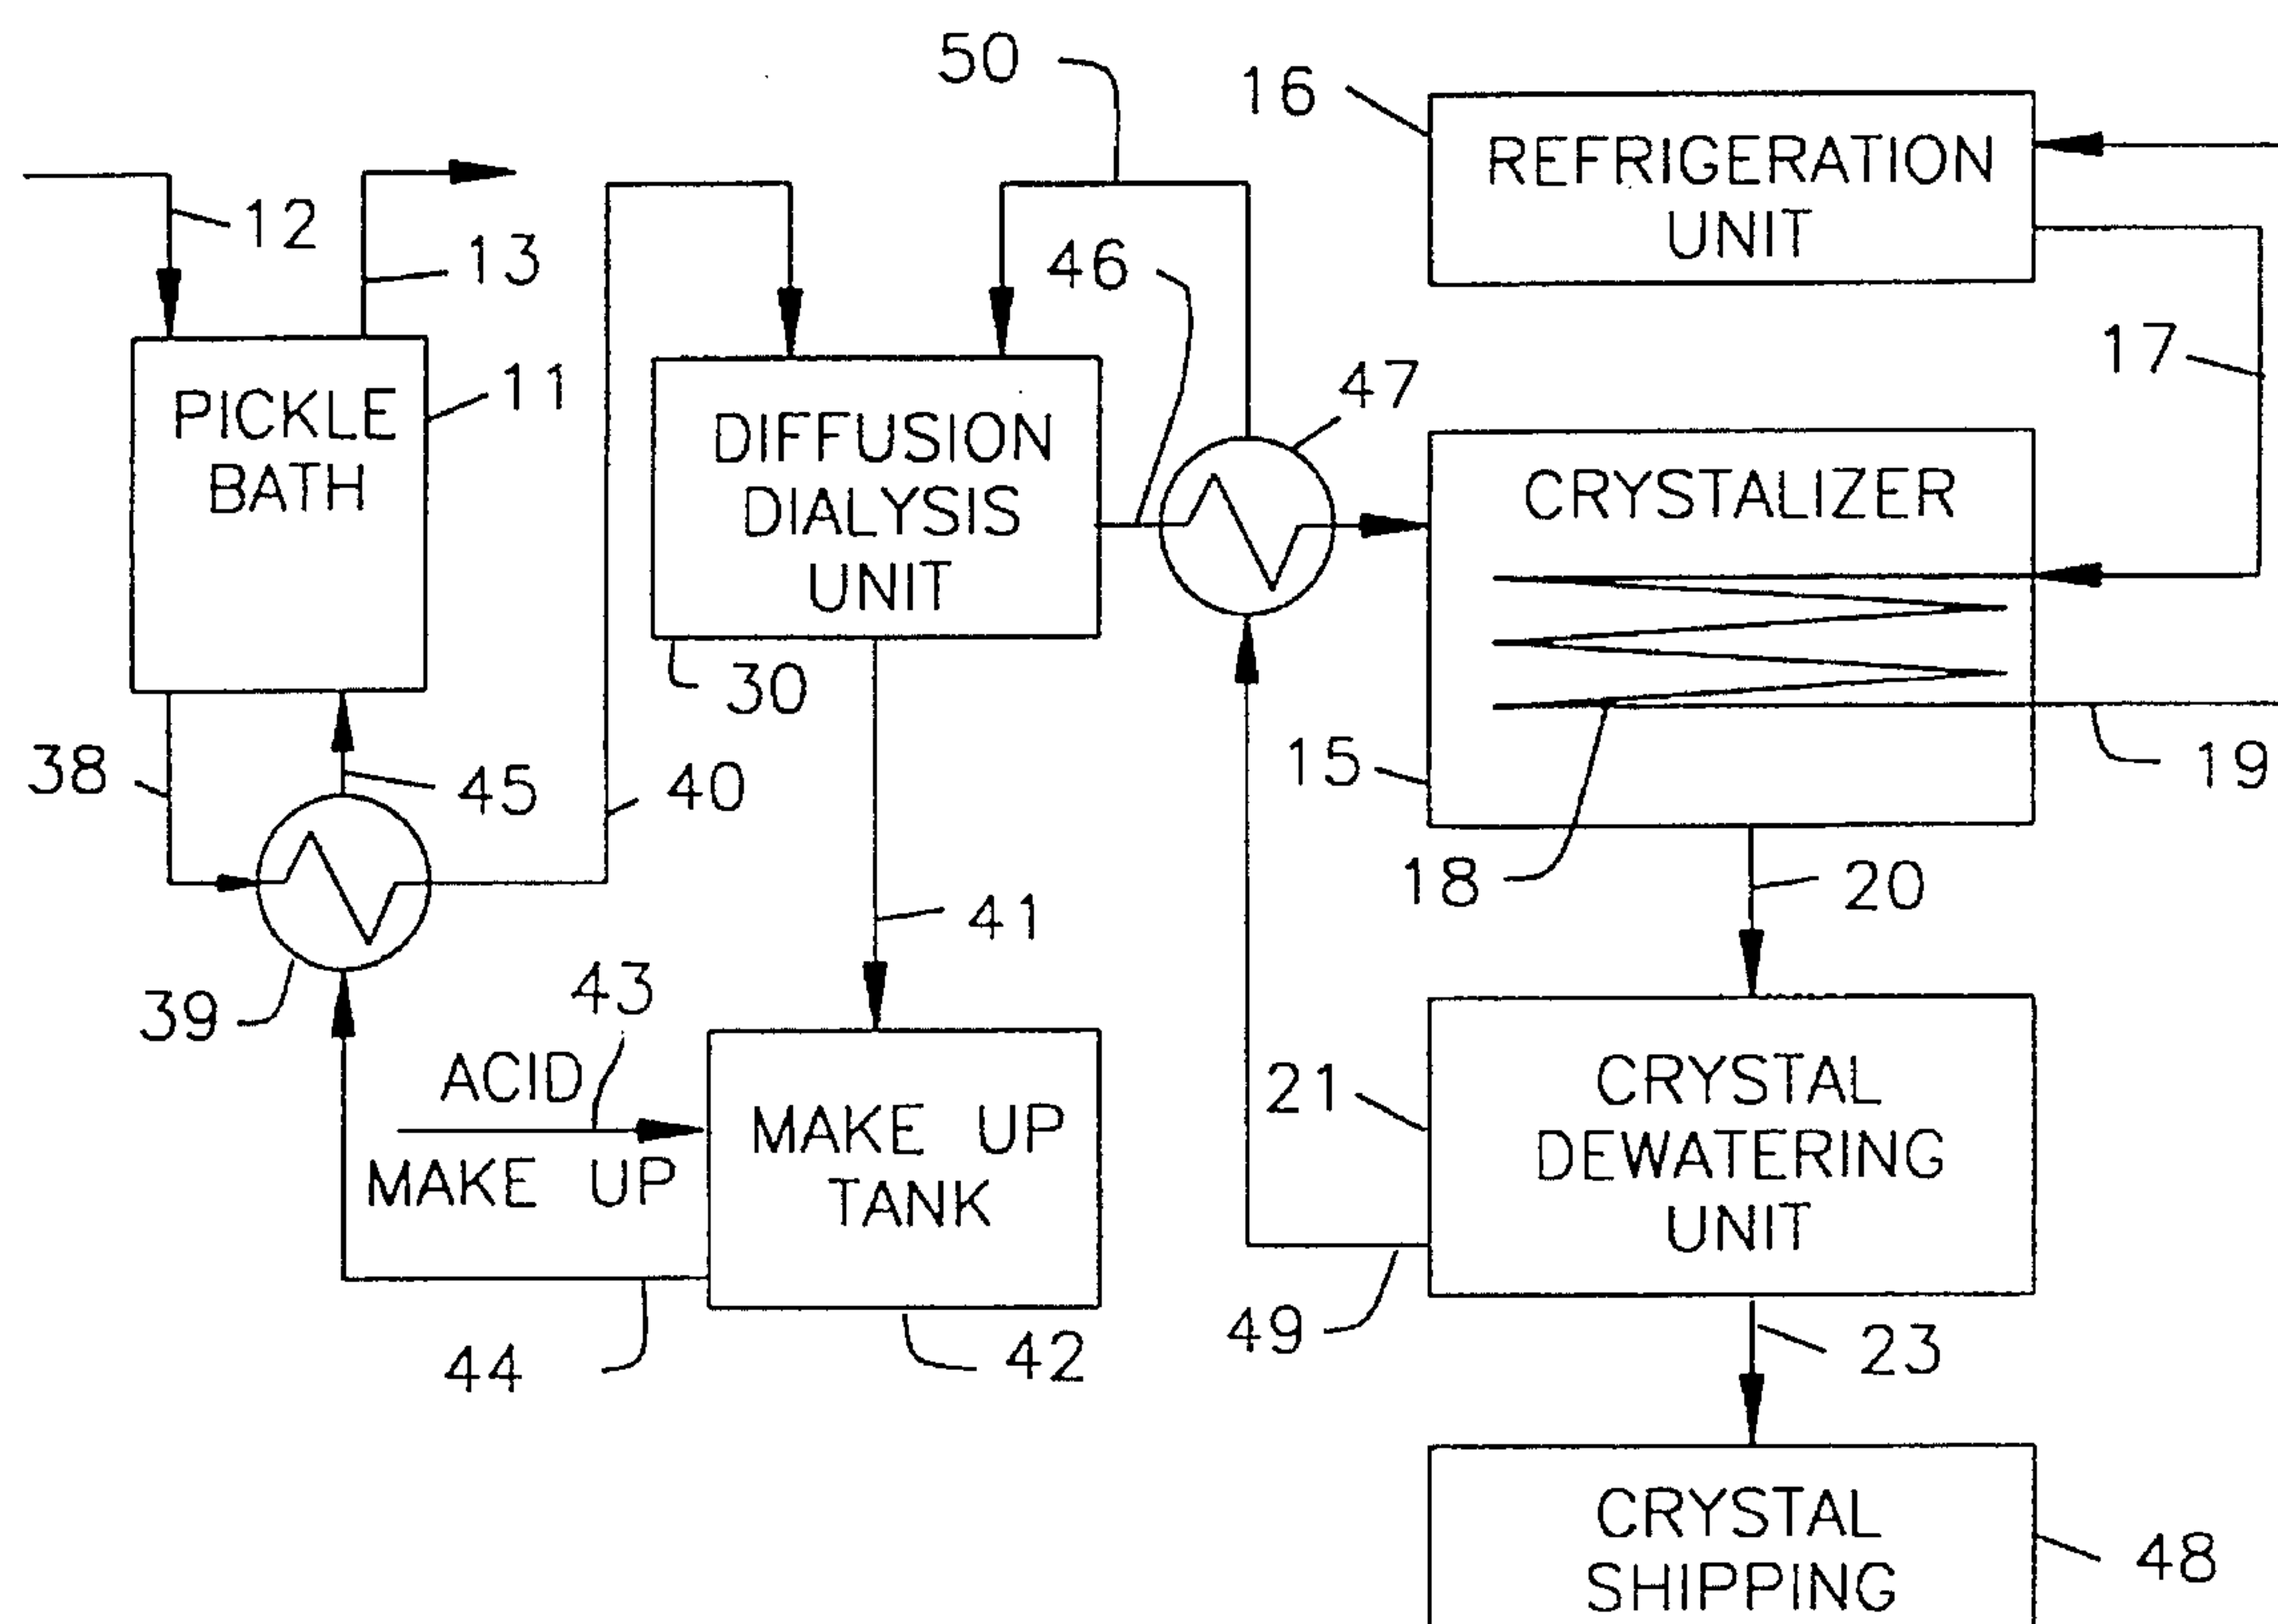 50
16
REFRIGERATION
UNIT
12
13
46
17
47
11
PICKLE
BATH
DIFFUSION
DIALYSIS
UNIT
CRYSTALIZER
30
38
45
40
15
19
18
20
41
39
43
ACID
MAKE UP
MAKE UP
TANK
21
CRYSTAL
DEWATERING
UNIT
44
42
49
23
CRYSTAL
SHIPPING
48